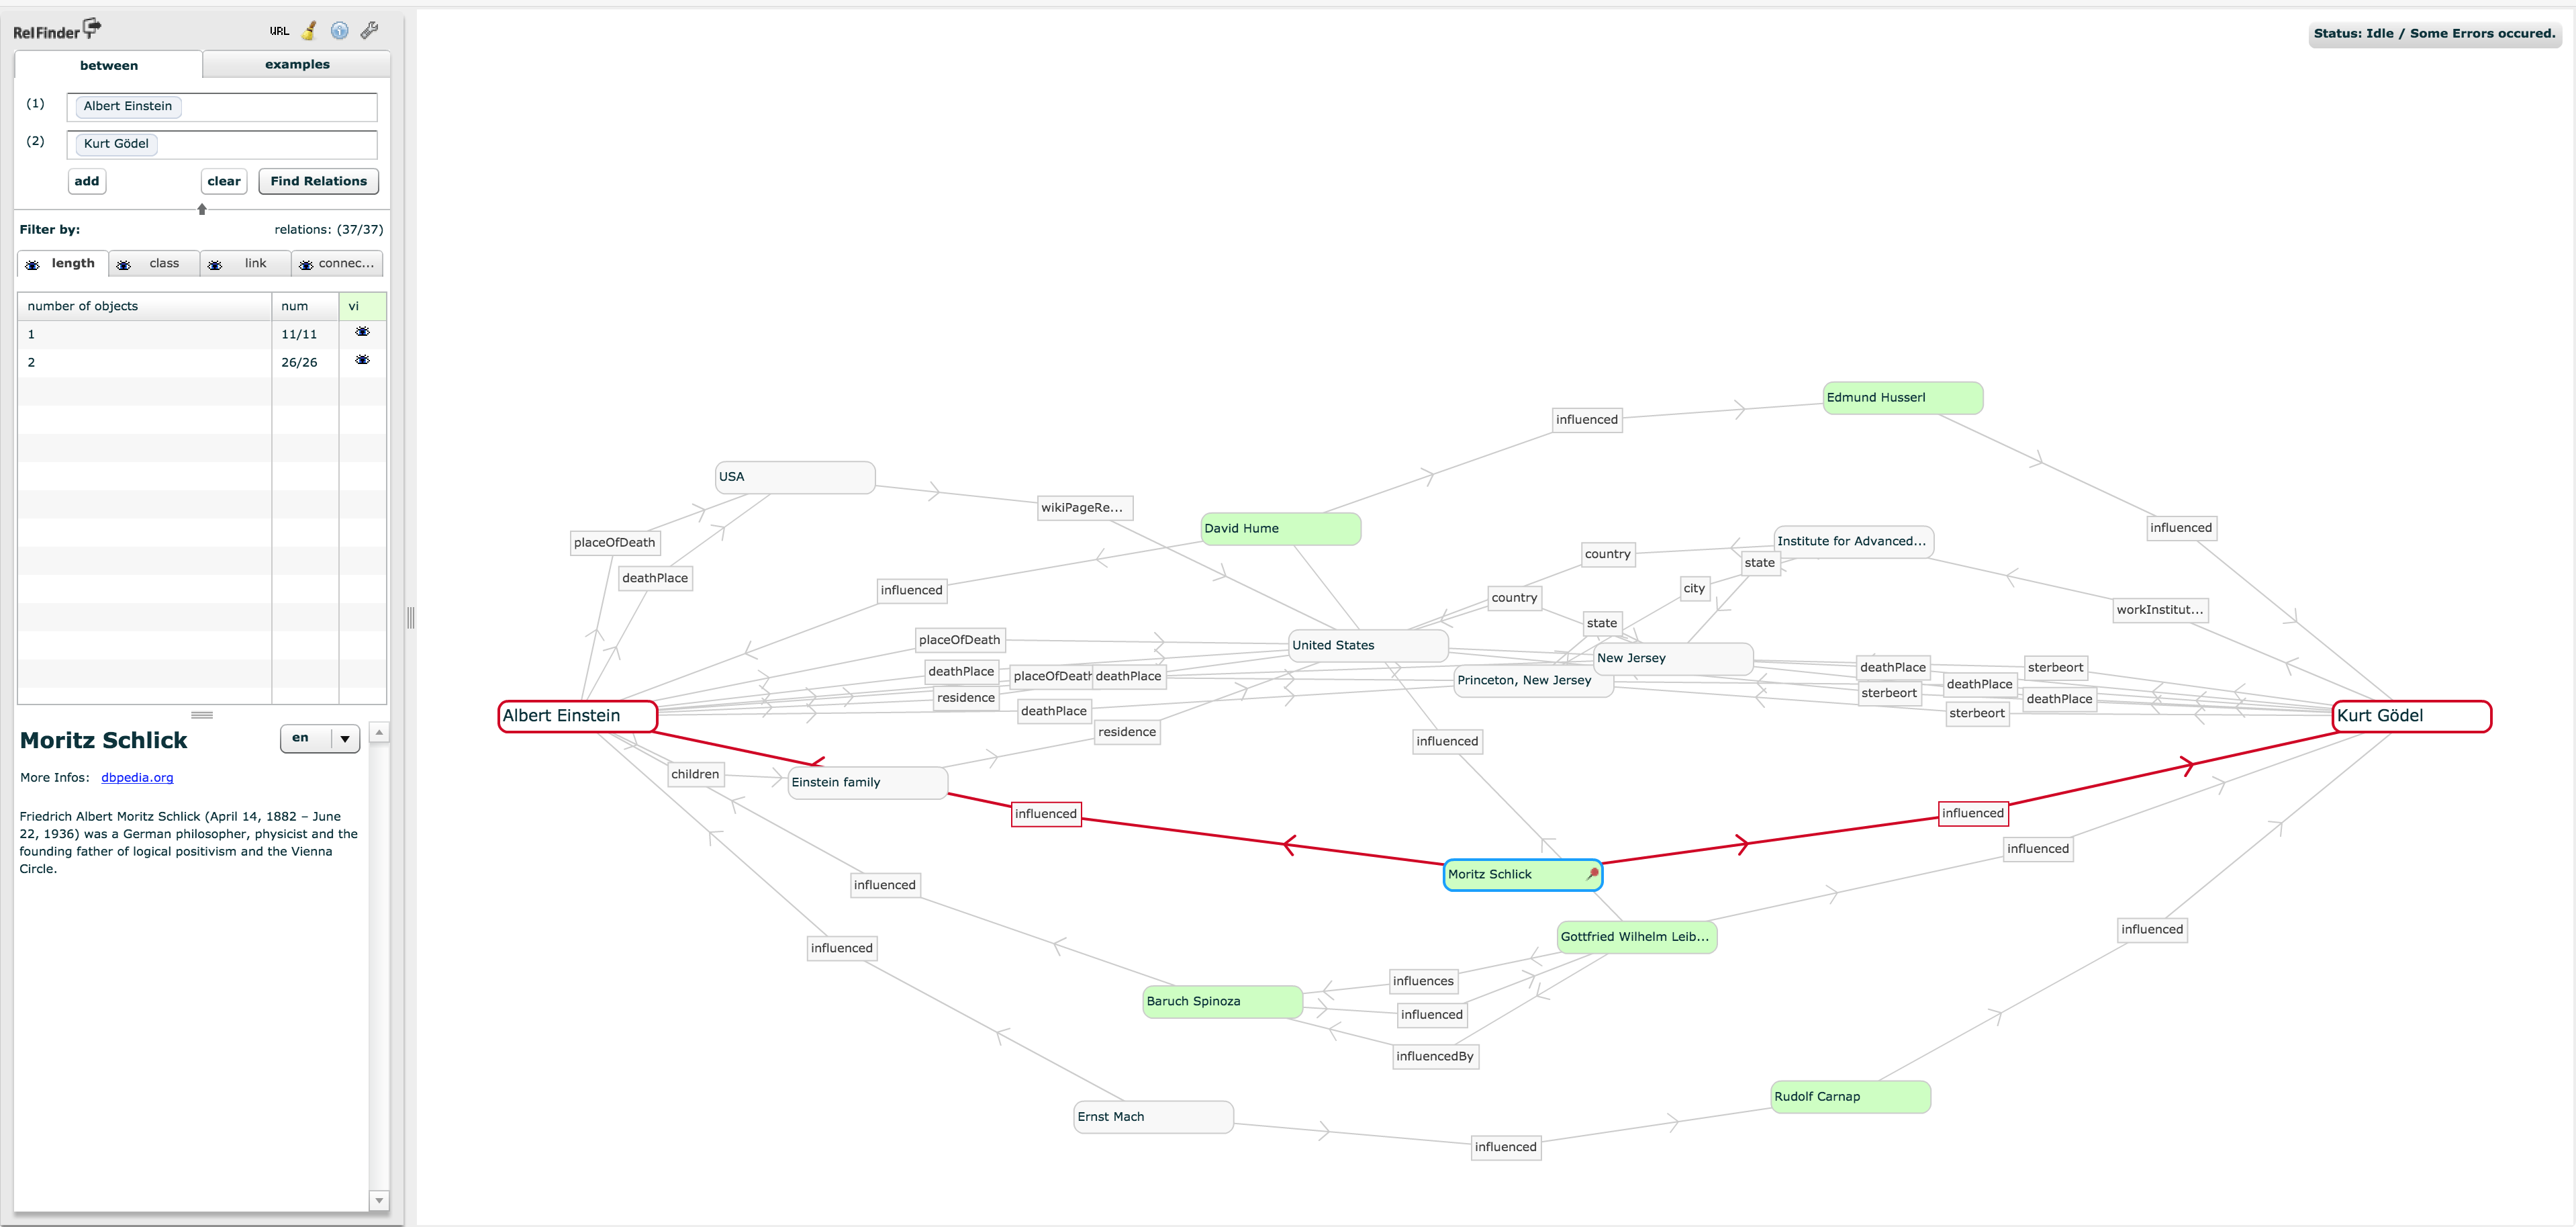 RelFinder
URL
Status: Idle / Some Errors occured.
between
examples
(1)
Albert Einstein
(2)
Kurt Gödel
add
clear
Find Relations
Filter by:
relations: (37/37)
length
class
link
connec...
number of objects
num
vi
1
11/11
2
26/26
Moritz Schlick
en
More Infos: dbpedia.org
Friedrich Albert Moritz Schlick (April 14, 1882 – June
22, 1936) was a German philosopher, physicist and the
founding father of logical positivism and the Vienna
Circle.
Edmund Husserl
influenced
USA
wikiPageRe...
David Hume
influenced
placeOfDeath
Institute for Advanced...
country
state
deathPlace
influenced
city
country
workInstitut...
state
placeOfDeath
United States
New Jersey
deathPlace
placeOfDeath
deathPlace
Princeton, New Jersey
deathPlace
sterbeort
residence
sterbeort
deathPlace
deathPlace
deathPlace
sterbeort
Albert Einstein
Kurt Gödel
residence
influenced
children
Einstein family
influenced
influenced
influenced
Moritz Schlick
influenced
influenced
Gottfried Wilhelm Leib...
influenced
influences
Baruch Spinoza
influenced
influencedBy
Rudolf Carnap
Ernst Mach
influenced